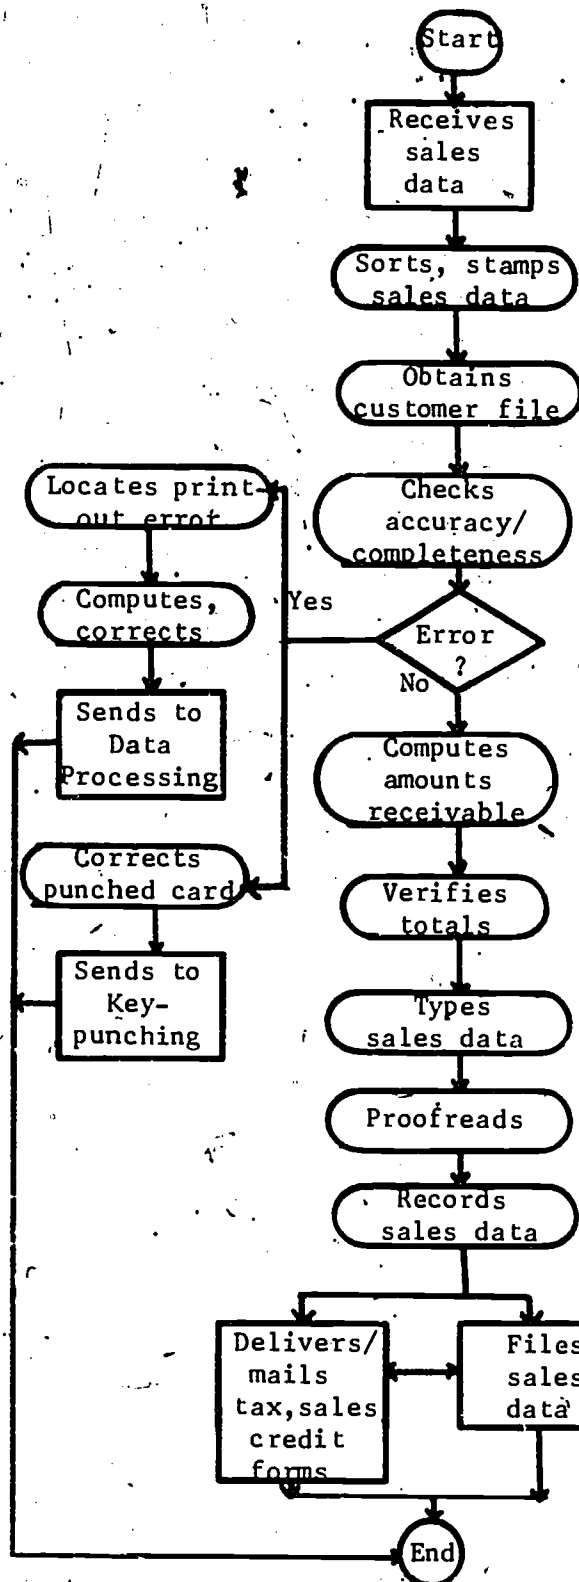 Start
Receives
sales
data
Sorts, stamps
sales data
Obtains
customer file
Checks
accuracy/
completeness
Error
?
Yes
No
Locates print-
out error
Computes,
corrects
Sends to
Data
Processing
Corrects
punched card
Sends to
Key-
punching
Computes
amounts
receivable
Verifies
totals
Types
sales data
Proofreads
Records
sales data
Delivers/
mails
tax,sales
credit
forms
Files
sales
data
End